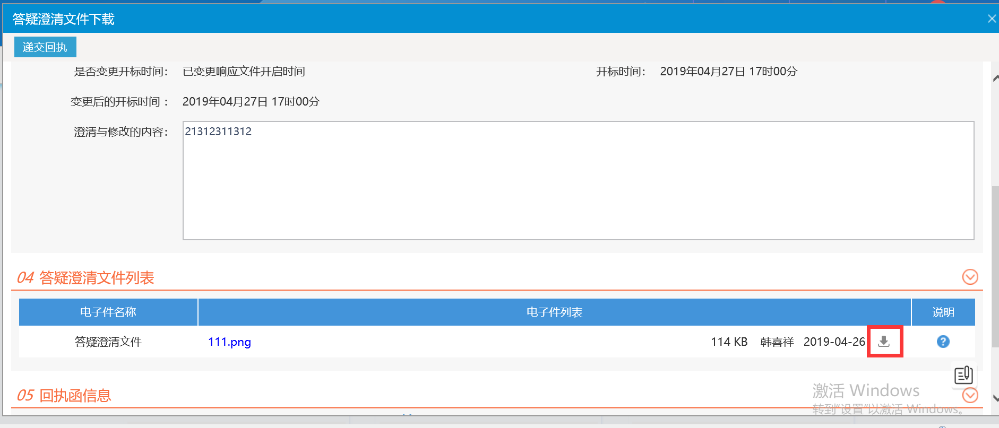 答疑澄清文件下载
递交回执
是否变更开标时间： 已变更响应文件开启时间 开标时间： 2019年04月27日 17时00分
变更后的开标时间 ： 2019年04月27日 17时00分
澄清与修改的内容： 21312311312
04 答疑澄清文件列表
电子件名称 电子件列表 说明
答疑澄清文件 111.png 114 KB 韩喜祥 2019-04-26
05 回执函信息
激活 Windows
转到"设置"以激活 Windows。